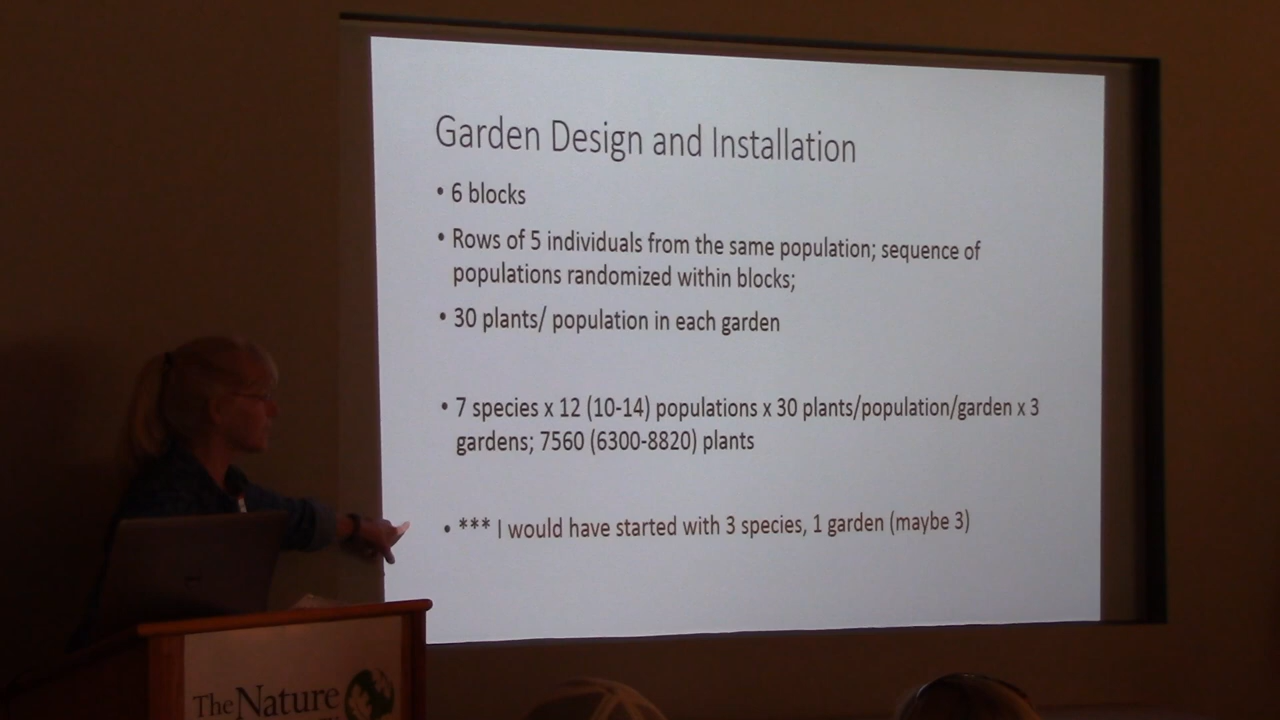 Garden Design and Installation
• 6 blocks
• Rows of 5 individuals from the same population; sequence of
populations randomized within blocks;
• 30 plants/ population in each garden
• 7 species x 12 (10-14) populations x 30 plants/population/garden x 3
gardens; 7560 (6300-8820) plants
• *** I would have started with 3 species, 1 garden (maybe 3)
The Nature